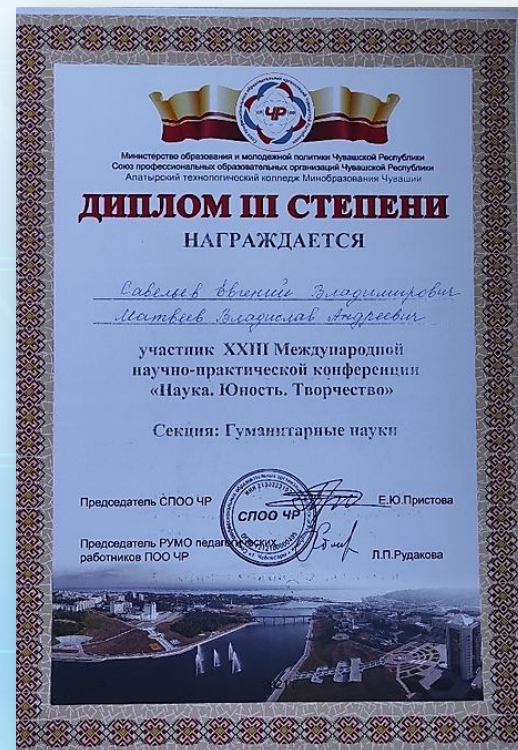 ЧР
Министерство образования и молодежной политики Чувашской Республики
Союз профессиональных образовательных организаций Чувашской Республики
Алатырский технологический колледж Минобразования Чувашии
ДИПЛОМ III СТЕПЕНИ
НАГРАЖДАЕТСЯ
Савельев Евгений Владимирович
Матвеев Владислав Андреевич
участник XXIII Международной
научно-практической конференции
«Наука. Юность. Творчество»
Секция: Гуманитарные науки
Председатель СПОО ЧР
Е.Ю.Пристова
СПОО ЧР
Председатель РУМО педагогических
работников ПОО ЧР
Л.П.Рудакова